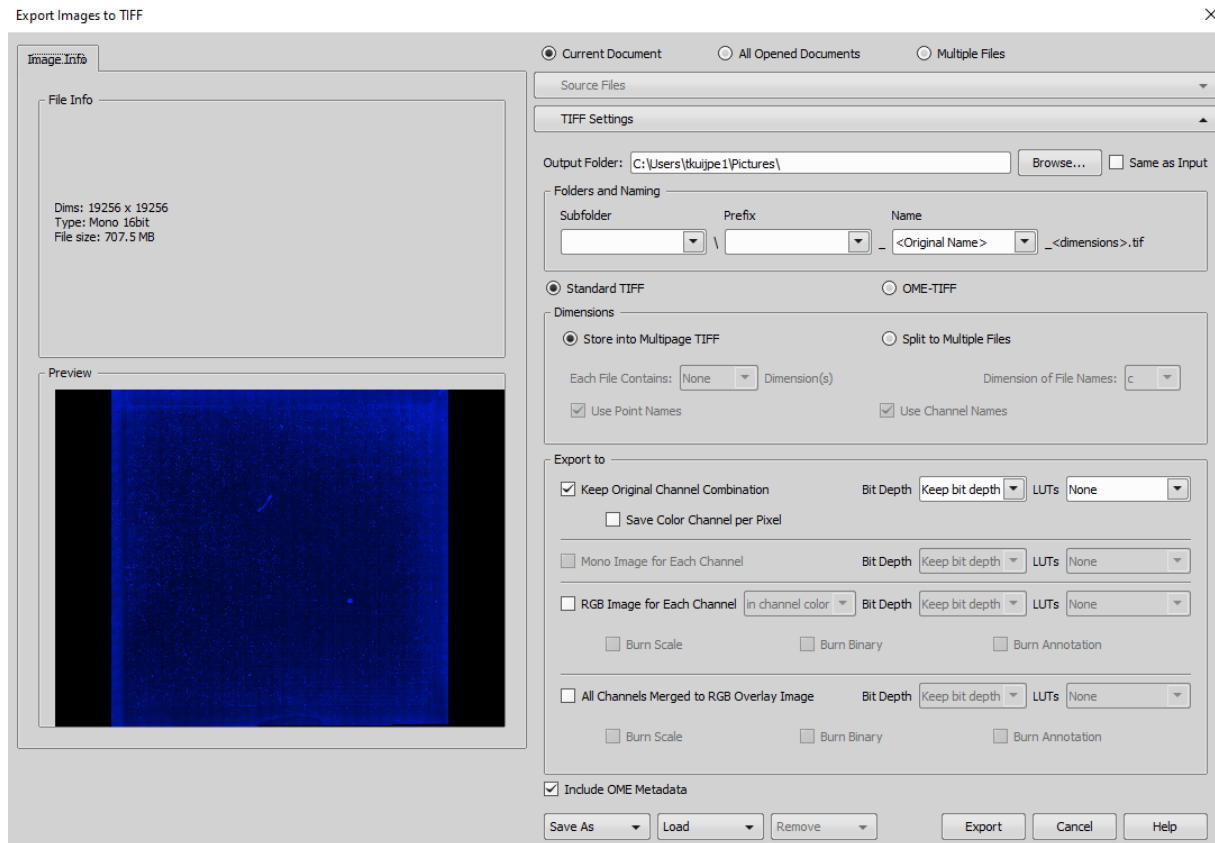 Export Images to TIFF
Image Info
File Info
Dims: 19256 x 19256
Type: Mono 16bit
File size: 707.5 MB
Preview
Current Document All Opened Documents Multiple Files
Source Files
TIFF Settings
Output Folder: C:\Users\tkuijpe1\Pictures\ Browse... Same as Input
Folders and Naming
Subfolder Prefix Name
\ _ <Original Name> _<dimensions>.tif
Standard TIFF OME-TIFF
Dimensions
Store into Multipage TIFF Split to Multiple Files
Each File Contains: None Dimension(s) Dimension of File Names: c
Use Point Names Use Channel Names
Export to
Keep Original Channel Combination Bit Depth Keep bit depth LUTs None
Save Color Channel per Pixel
Mono Image for Each Channel Bit Depth Keep bit depth LUTs None
RGB Image for Each Channel in channel color Bit Depth Keep bit depth LUTs None
Burn Scale Burn Binary Burn Annotation
All Channels Merged to RGB Overlay Image Bit Depth Keep bit depth LUTs None
Burn Scale Burn Binary Burn Annotation
Include OME Metadata
Save As Load Remove Export Cancel Help